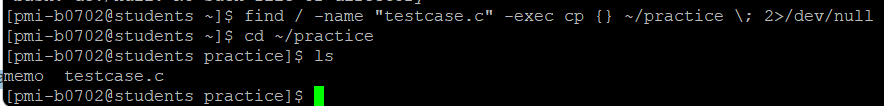 [pmi-b0702@students ~]$ find / -name "testcase.c" -exec cp {} ~/practice \; 2>/dev/null
[pmi-b0702@students ~]$ cd ~/practice
[pmi-b0702@students practice]$ ls
memo  testcase.c
[pmi-b0702@students practice]$